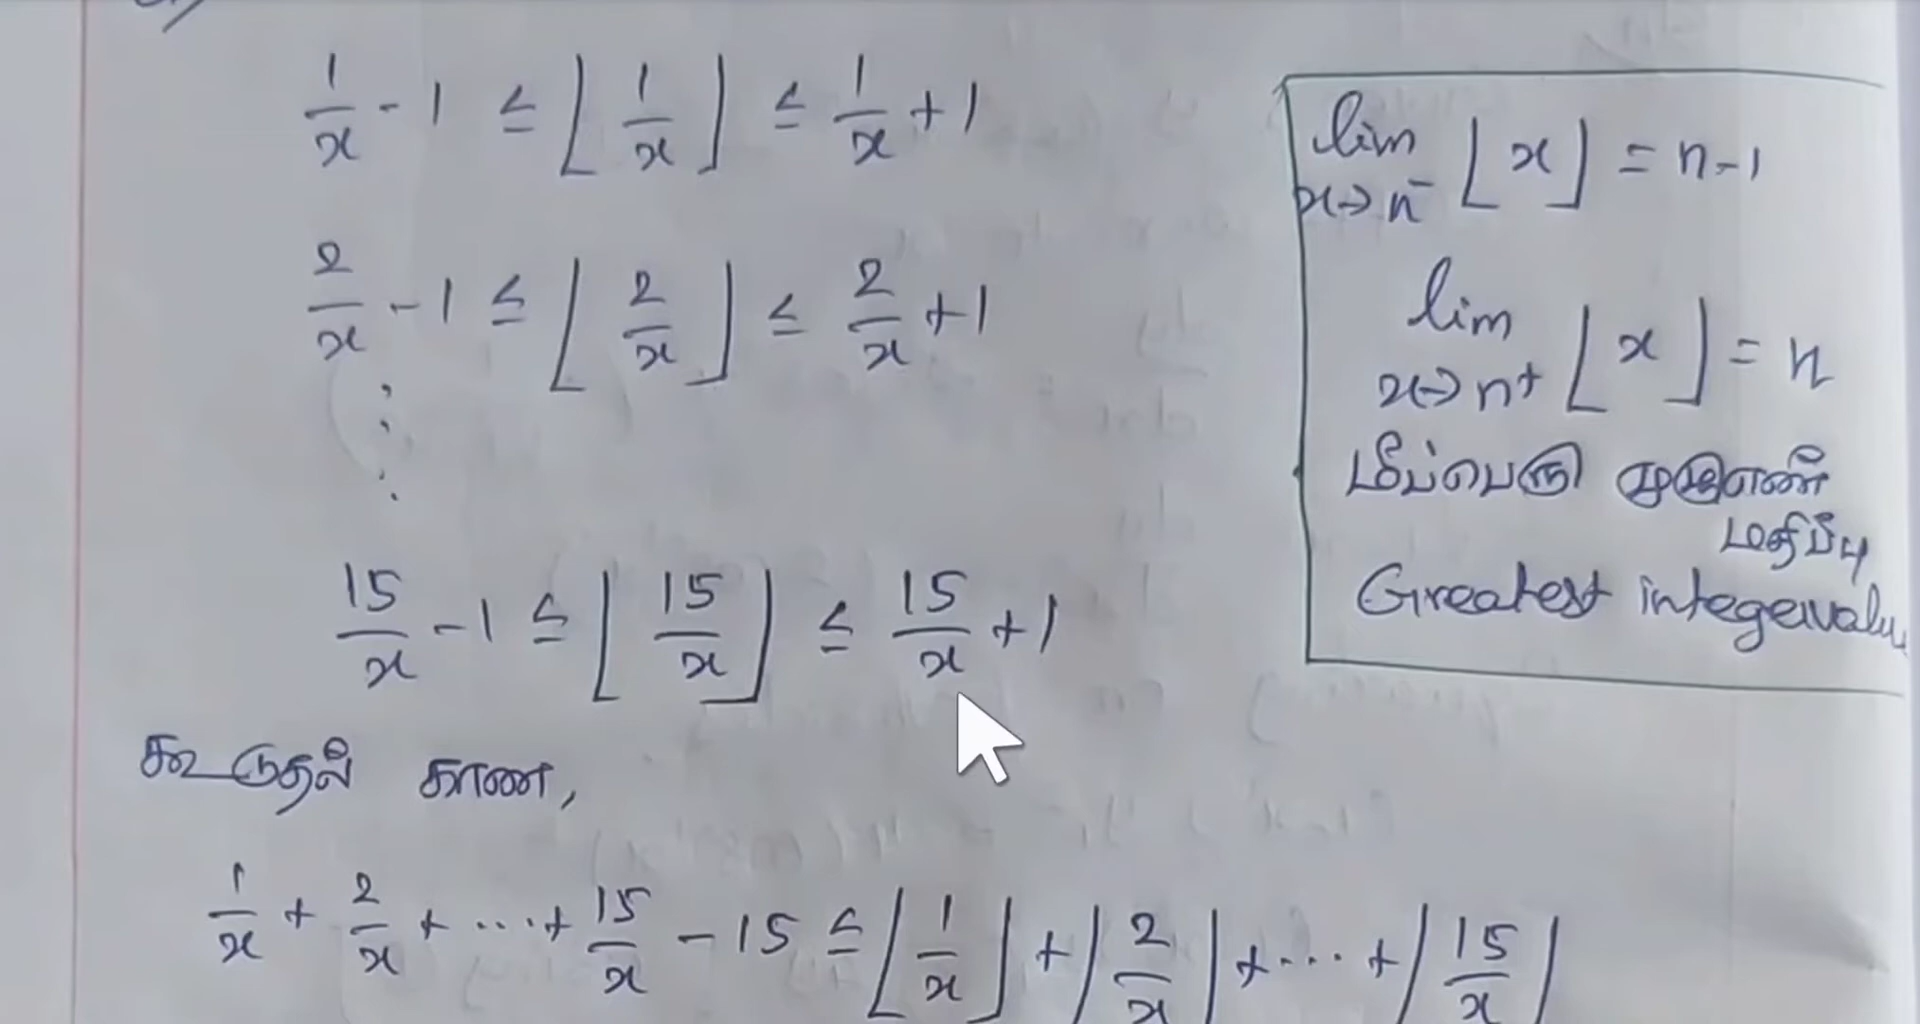 1/x - 1 ≤ ⌊1/x⌋ ≤ 1/x + 1
2/x - 1 ≤ ⌊2/x⌋ ≤ 2/x + 1
⋮
15/x - 1 ≤ ⌊15/x⌋ ≤ 15/x + 1
கூடுதல் காண,
1/x + 2/x + ... + 15/x - 15 ≤ ⌊1/x⌋ + ⌊2/x⌋ + ... + ⌊15/x⌋
lim x→n⁻ ⌊x⌋ = n-1
lim x→n⁺ ⌊x⌋ = n
மீப்பெரு முழுஎண்
மதிப்பு
Greatest integervalue